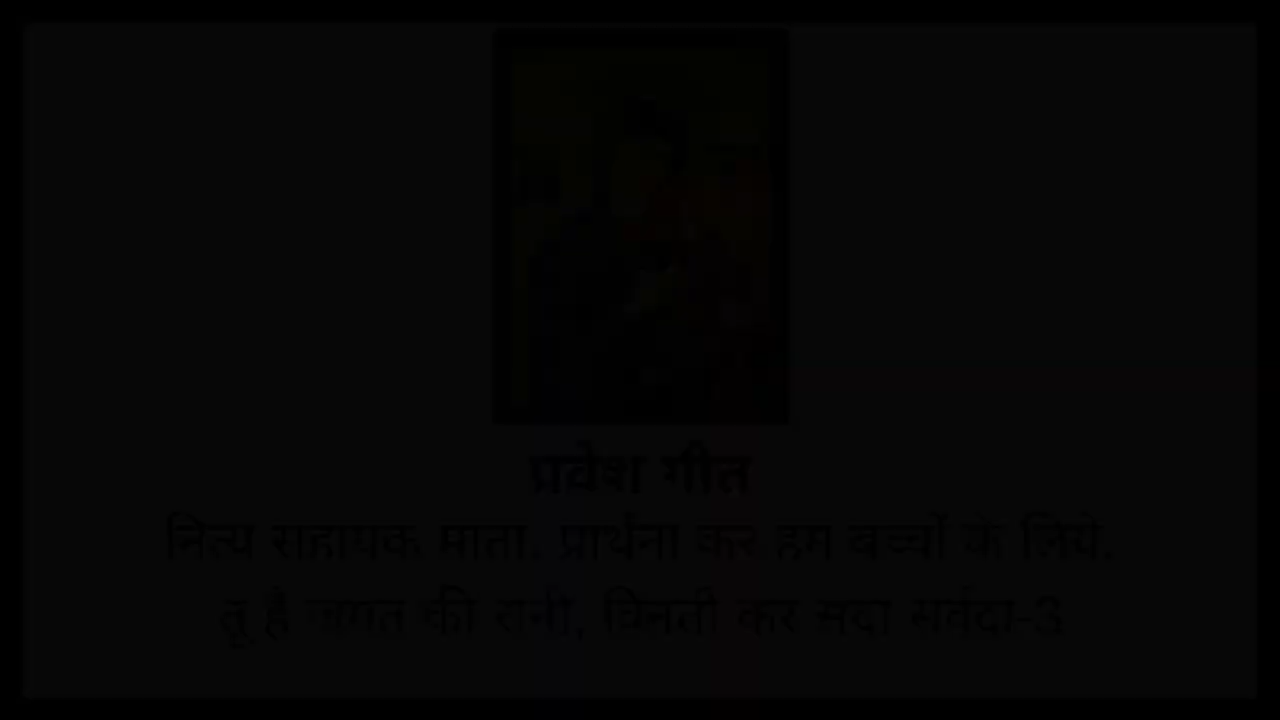 प्रवेश गीत
नित्य सहायक माता, प्रार्थना कर हम बच्चों के लिये,
तू है जगत की रानी, विनती कर सदा सर्वदा-3